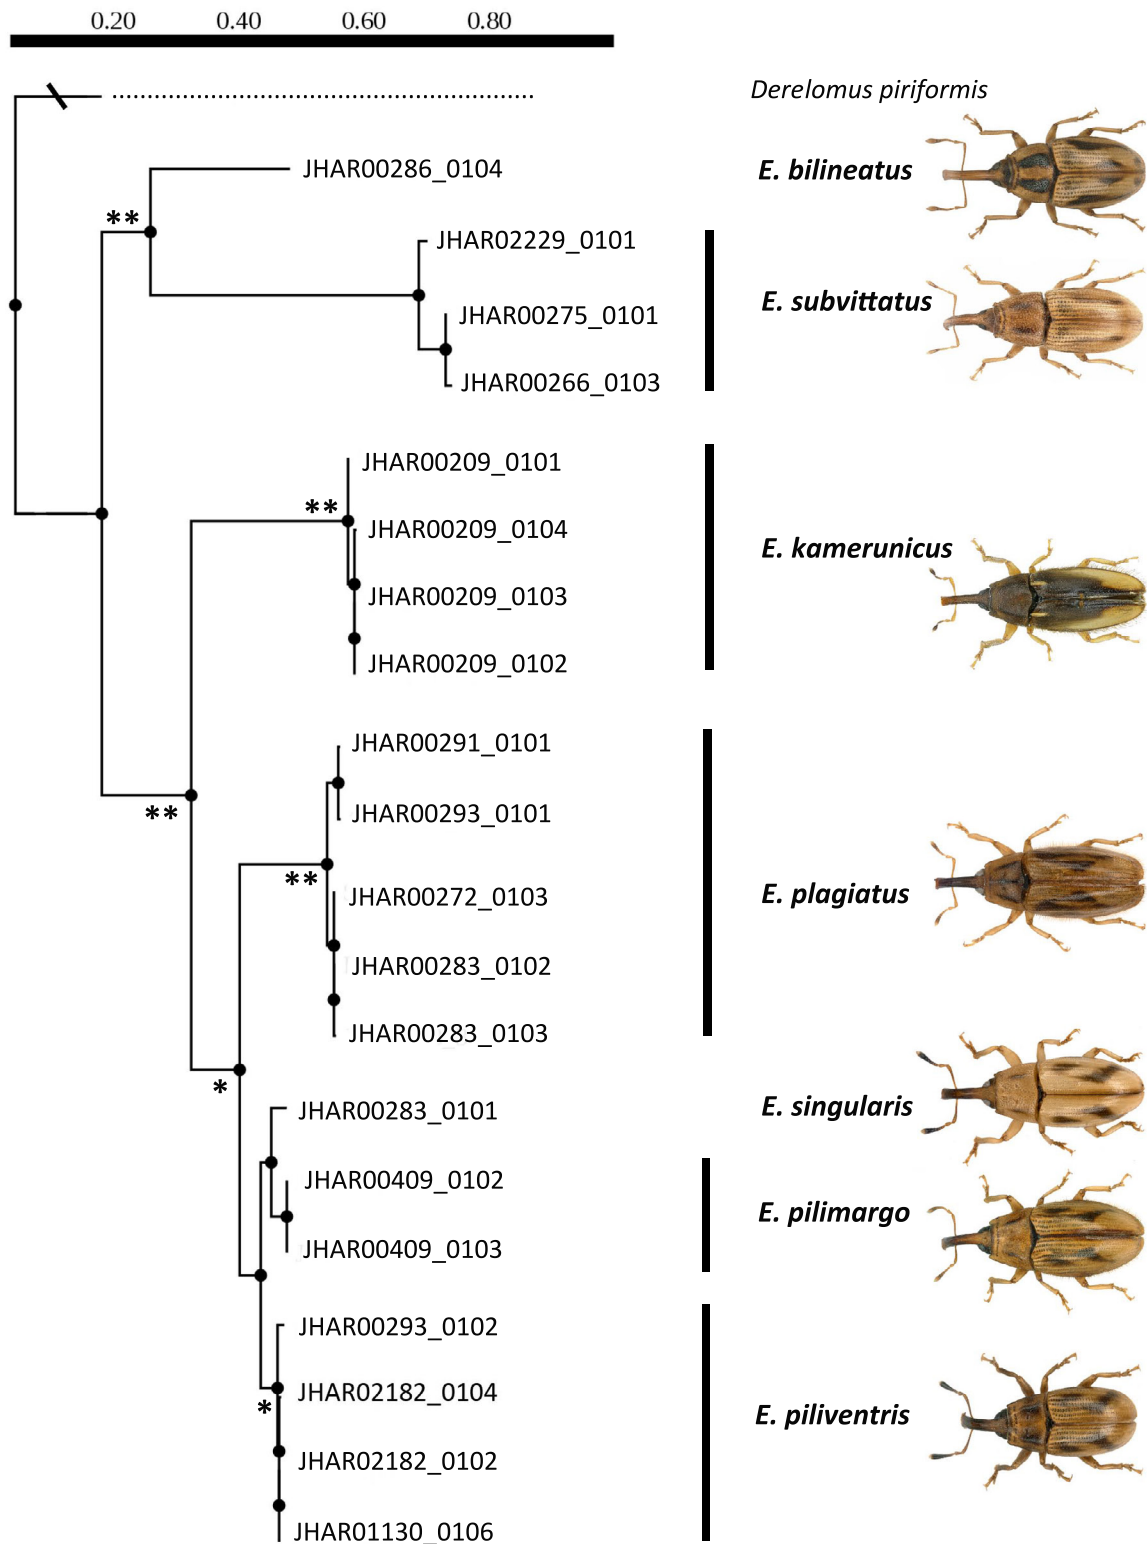 0.20 0.40 0.60 0.80
Derelomus piriformis
JHAR00286_0104
E. bilineatus
**
JHAR02229_0101
JHAR00275_0101
E. subvittatus
JHAR00266_0103
JHAR00209_0101
**
JHAR00209_0104
E. kamerunicus
JHAR00209_0103
JHAR00209_0102
JHAR00291_0101
JHAR00293_0101
**
**
JHAR00272_0103
E. plagiatus
JHAR00283_0102
JHAR00283_0103
*
JHAR00283_0101
E. singularis
JHAR00409_0102
E. pilimargo
JHAR00409_0103
JHAR00293_0102
JHAR02182_0104
*
E. piliventris
JHAR02182_0102
JHAR01130_0106